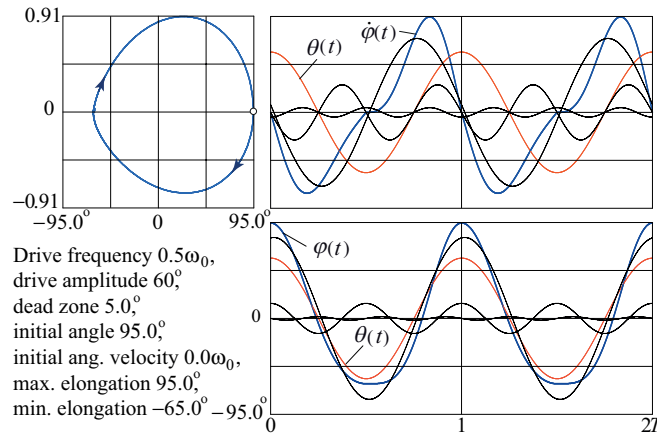 0.91
0
−0.91
−95.0°
0
95.0°
θ(t)
φ̇(t)
Drive frequency 0.5ω₀,
drive amplitude 60°,
dead zone 5.0°,
initial angle 95.0°,
initial ang. velocity 0.0ω₀,
max. elongation 95.0°,
min. elongation −65.0°
φ(t)
0
θ(t)
−95.0°
0
1
2T